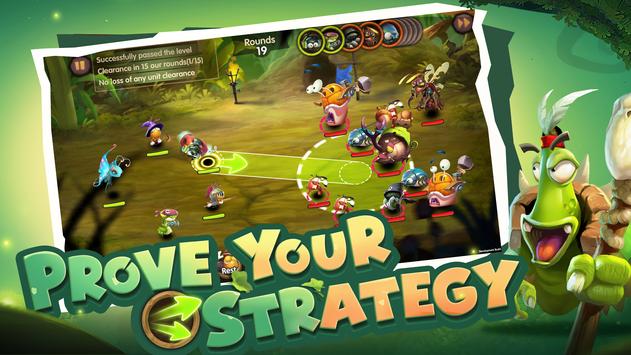 Successfully passed the level
Clearance in 15 our rounds(1/15)
No loss of any unit clearance
Rounds
19
Rest
PROVE YOUR
STRATEGY